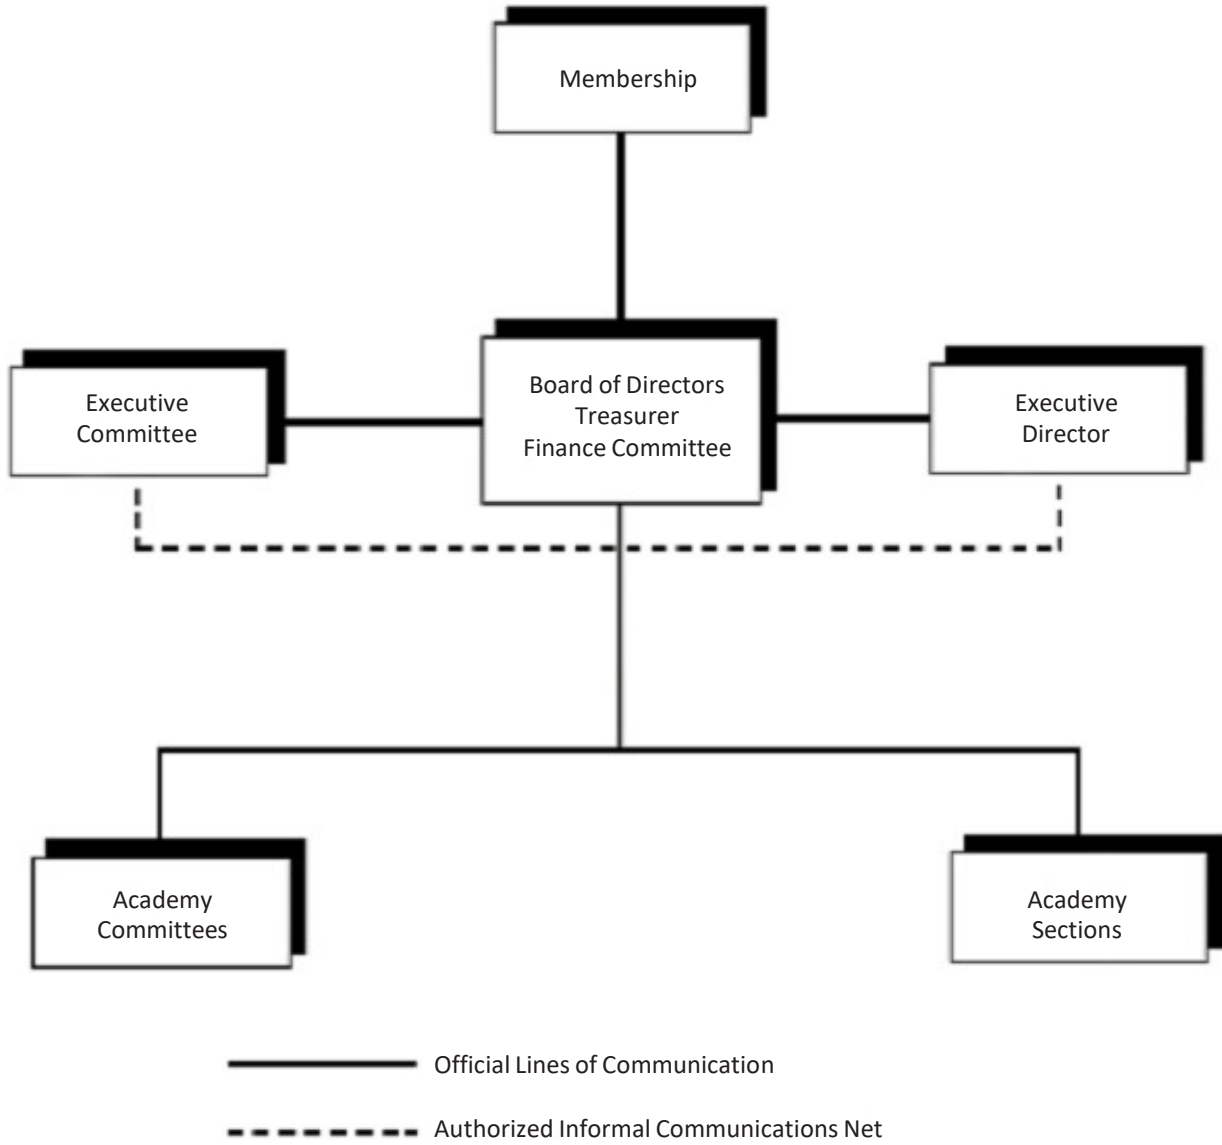 Membership
Executive
Committee
Board of Directors
Treasurer
Finance Committee
Executive
Director
Academy
Committees
Academy
Sections
Official Lines of Communication
Authorized Informal Communications Net